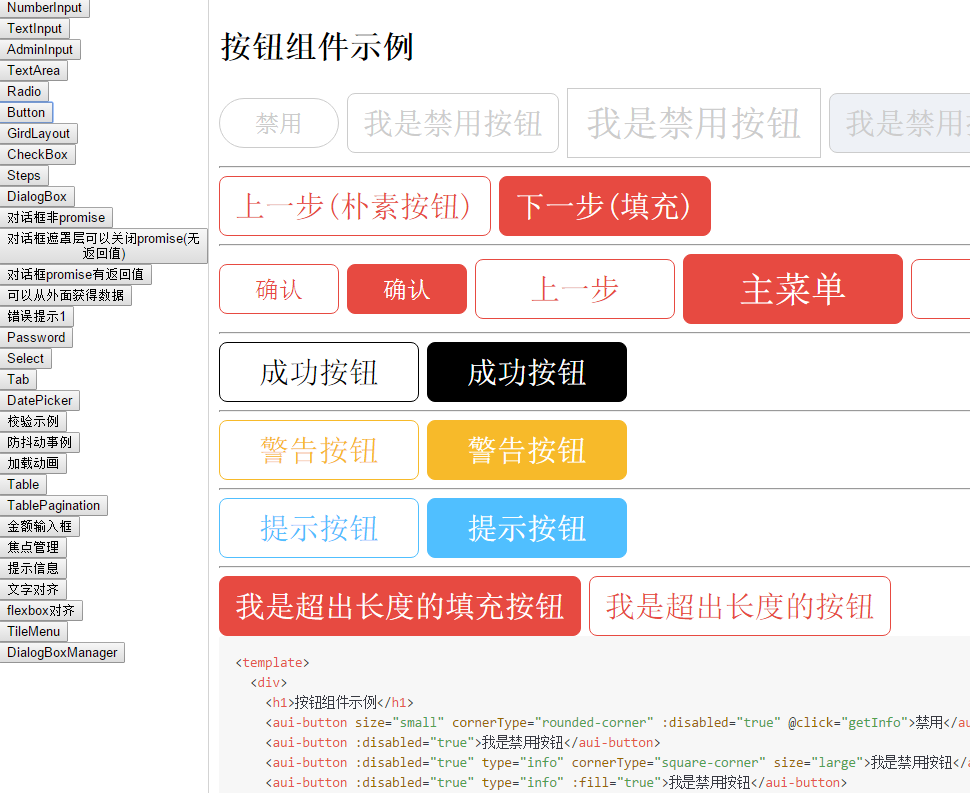 NumberInput
TextInput
AdminInput
TextArea
Radio
Button
GirdLayout
CheckBox
Steps
DialogBox
对话框非promise
对话框遮罩层可以关闭promise(无
返回值)
对话框promise有返回值
可以从外面获得数据
错误提示1
Password
Select
Tab
DatePicker
校验示例
防抖动事例
加载动画
Table
TablePagination
金额输入框
焦点管理
提示信息
文字对齐
flexbox对齐
TileMenu
DialogBoxManager
按钮组件示例
禁用 我是禁用按钮 我是禁用按钮 我是禁用
上一步(朴素按钮) 下一步(填充)
确认 确认 上一步 主菜单
成功按钮 成功按钮
警告按钮 警告按钮
提示按钮 提示按钮
我是超出长度的填充按钮 我是超出长度的按钮
<template>
<div>
<h1>按钮组件示例</h1>
<aui-button size="small" cornerType="rounded-corner" :disabled="true" @click="getInfo">禁用</au
<aui-button :disabled="true">我是禁用按钮</aui-button>
<aui-button :disabled="true" type="info" cornerType="square-corner" size="large">我是禁用按钮</a
<aui-button :disabled="true" type="info" :fill="true">我是禁用按钮</aui-button>